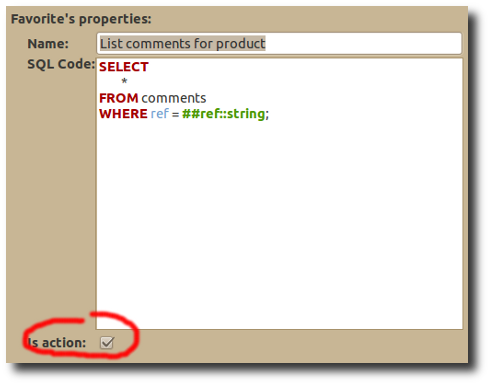 Favorite's properties:
Name: List comments for product
SQL Code: SELECT
*
FROM comments
WHERE ref = ##ref::string;
Is action: